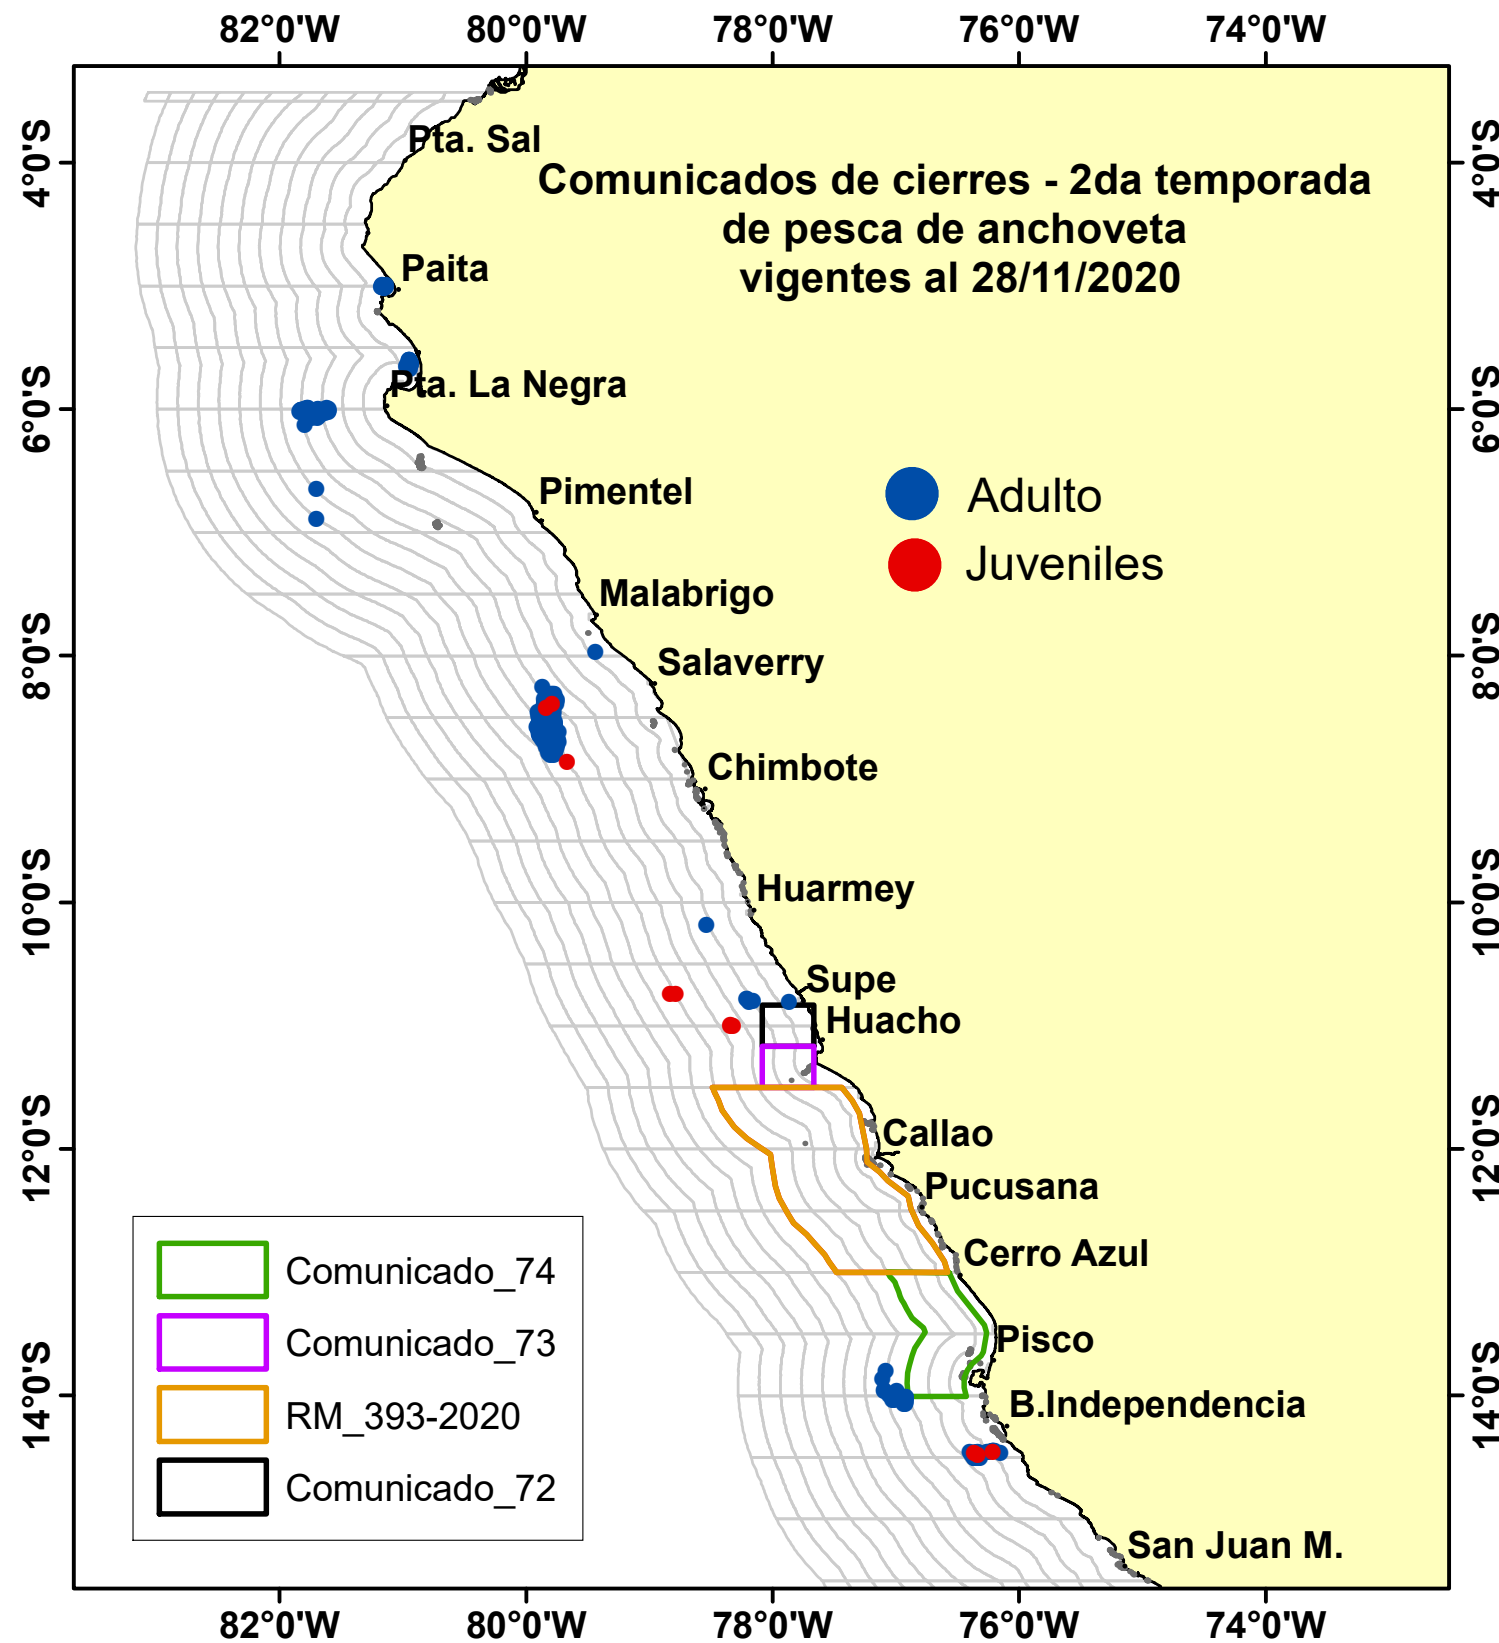 82°0'W 80°0'W 78°0'W 76°0'W 74°0'W
4°0'S
6°0'S
8°0'S
10°0'S
12°0'S
14°0'S
4°0'S
6°0'S
8°0'S
10°0'S
12°0'S
14°0'S
Comunicados de cierres - 2da temporada
de pesca de anchoveta
vigentes al 28/11/2020
Pta. Sal
Paita
Pta. La Negra
Pimentel
Adulto
Juveniles
Malabrigo
Salaverry
Chimbote
Huarmey
Supe
Huacho
Callao
Pucusana
Cerro Azul
Pisco
B.Independencia
San Juan M.
Comunicado_74
Comunicado_73
RM_393-2020
Comunicado_72
82°0'W 80°0'W 78°0'W 76°0'W 74°0'W